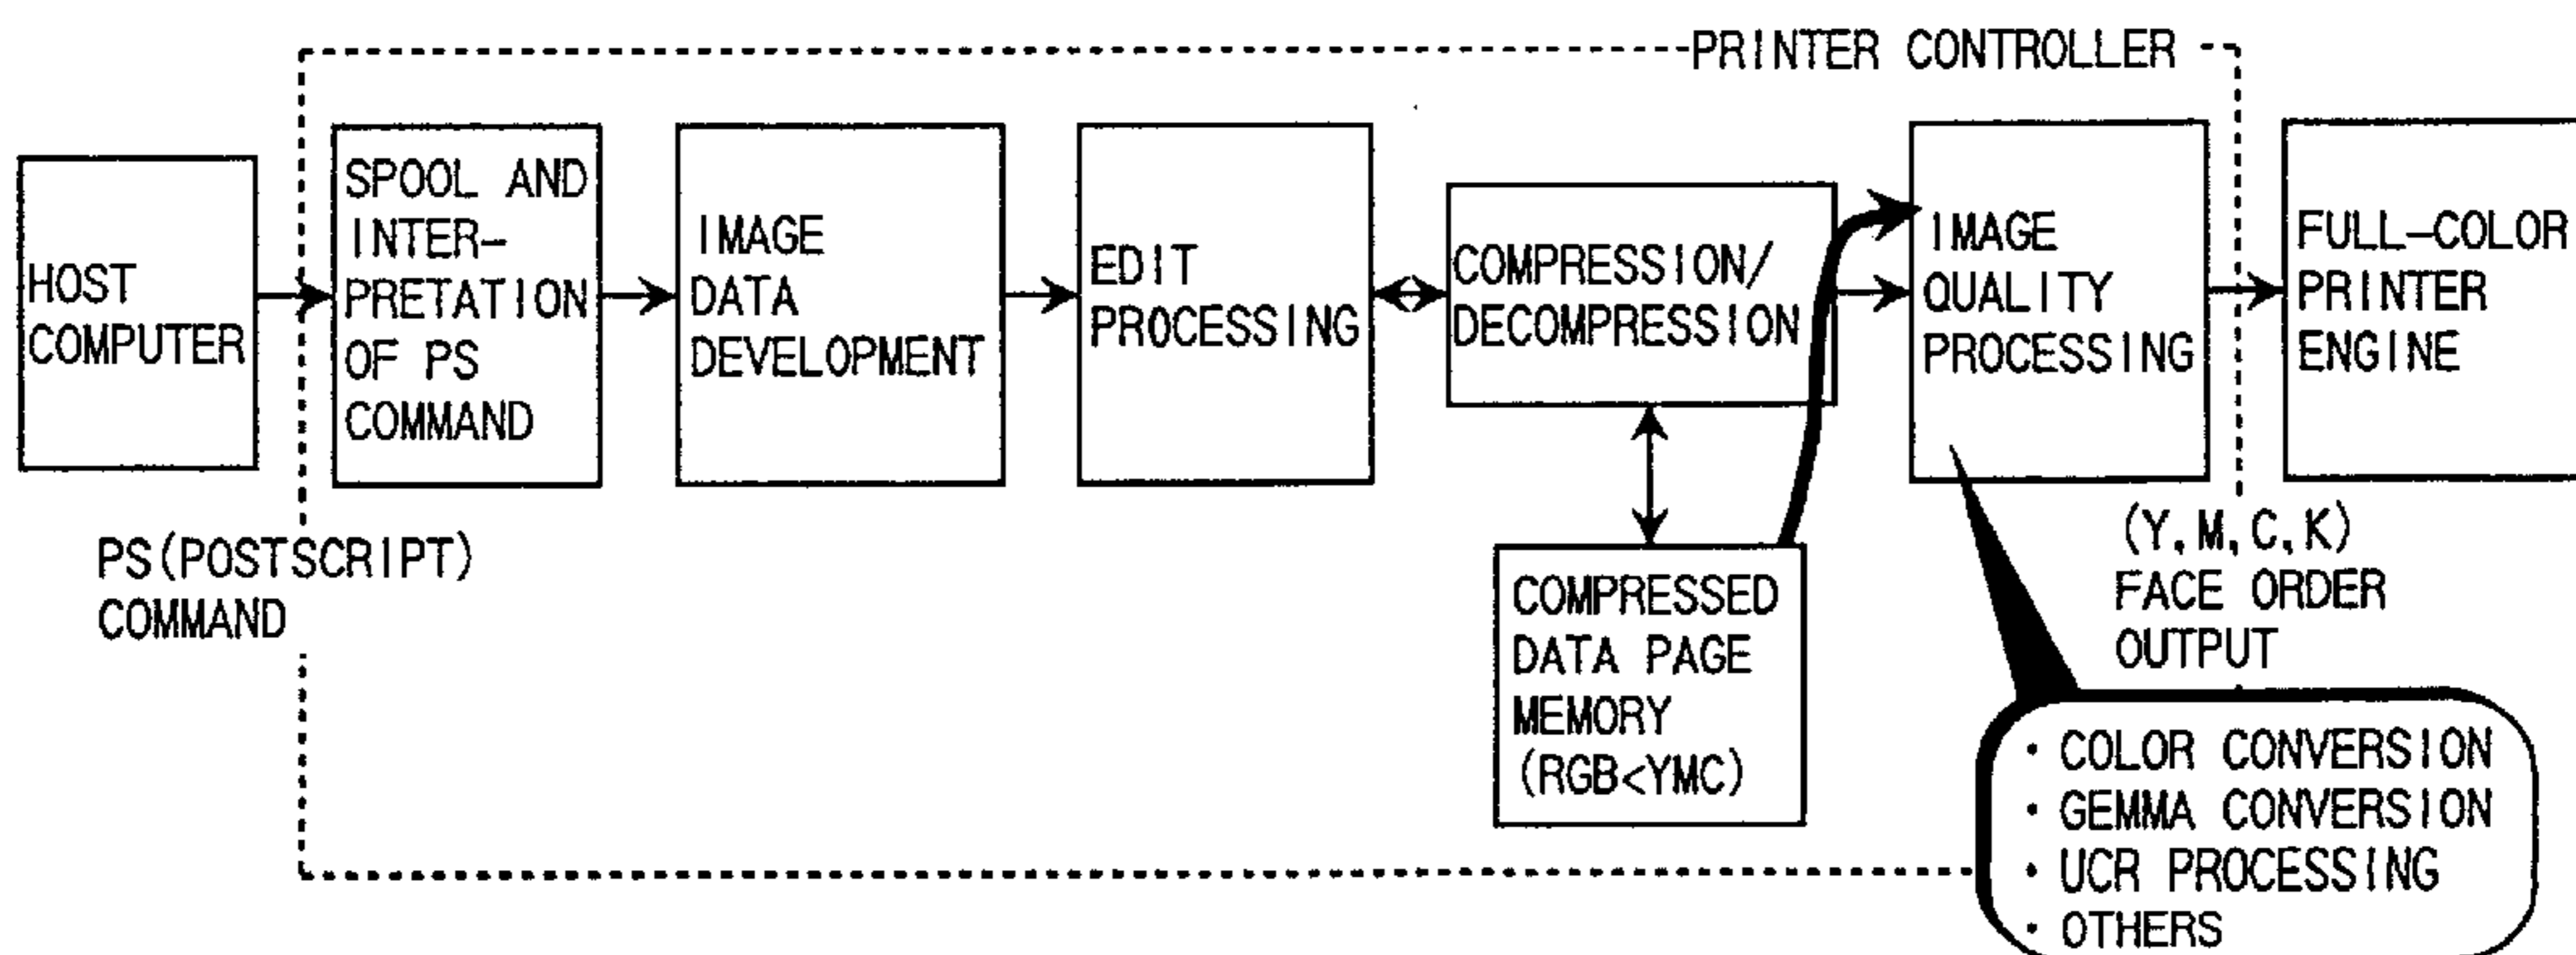 PRINTER CONTROLLER
HOST
COMPUTER
SPOOL AND
INTER-
PRETATION
OF PS
COMMAND
IMAGE
DATA
DEVELOPMENT
EDIT
PROCESSING
COMPRESSION/
DECOMPRESSION
IMAGE
QUALITY
PROCESSING
FULL-COLOR
PRINTER
ENGINE
PS(POSTSCRIPT)
COMMAND
COMPRESSED
DATA PAGE
MEMORY
(RGB<YMC)
(Y, M, C, K)
FACE ORDER
OUTPUT
· COLOR CONVERSION
· GEMMA CONVERSION
· UCR PROCESSING
· OTHERS